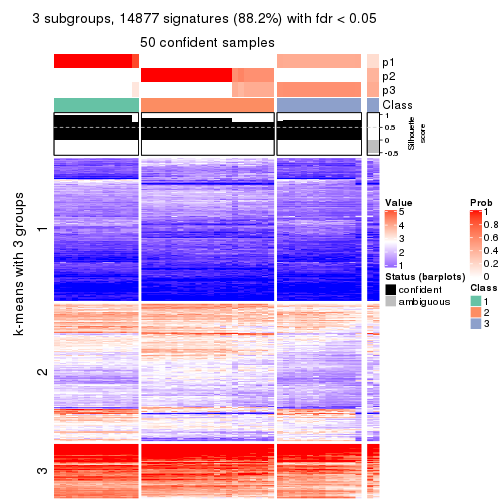 3 subgroups, 14877 signatures (88.2%) with fdr < 0.05
50 confident samples
p1
p2
p3
Class
1
0.5
0
-0.5
Silhouette
score
k-means with 3 groups
1
2
3
Value
5
4
3
2
1
Status (barplots)
confident
ambiguous
Prob
1
0.8
0.6
0.4
0.2
0
Class
1
2
3